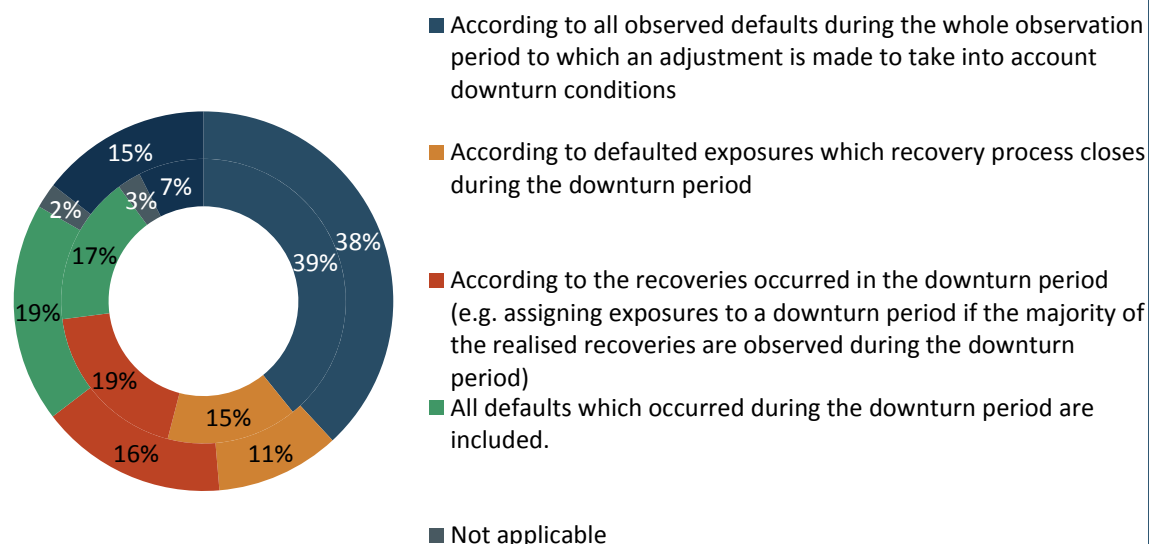 According to all observed defaults during the whole observation
period to which an adjustment is made to take into account
downturn conditions
According to defaulted exposures which recovery process closes
during the downturn period
According to the recoveries occurred in the downturn period
(e.g. assigning exposures to a downturn period if the majority of
the realised recoveries are observed during the downturn
period)
All defaults which occurred during the downturn period are
included.
Not applicable
15%
7%
3%
2%
17%
38%
39%
19%
19%
15%
16%
11%